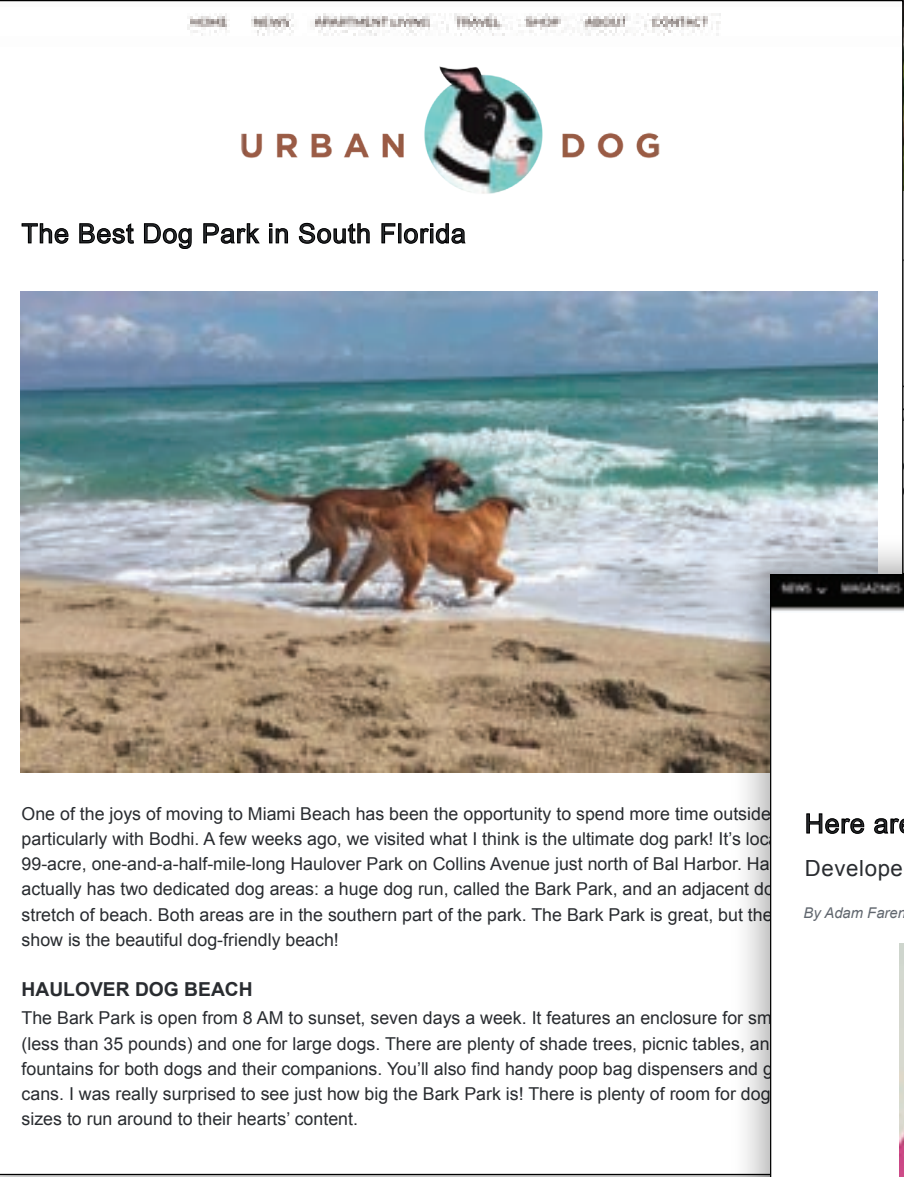 HOME NEWS APARTMENT LIVING TRAVEL SHOP ABOUT CONTACT
URBAN DOG
The Best Dog Park in South Florida
NEWS MAGAZINES
One of the joys of moving to Miami Beach has been the opportunity to spend more time outside
particularly with Bodhi. A few weeks ago, we visited what I think is the ultimate dog park! It’s loc
99-acre, one-and-a-half-mile-long Haulover Park on Collins Avenue just north of Bal Harbor. Ha
actually has two dedicated dog areas: a huge dog run, called the Bark Park, and an adjacent do
stretch of beach. Both areas are in the southern part of the park. The Bark Park is great, but the
show is the beautiful dog-friendly beach!
HAULOVER DOG BEACH
The Bark Park is open from 8 AM to sunset, seven days a week. It features an enclosure for sm
(less than 35 pounds) and one for large dogs. There are plenty of shade trees, picnic tables, an
fountains for both dogs and their companions. You’ll also find handy poop bag dispensers and g
cans. I was really surprised to see just how big the Bark Park is! There is plenty of room for dog
sizes to run around to their hearts’ content.
Here are
Develope
By Adam Faren